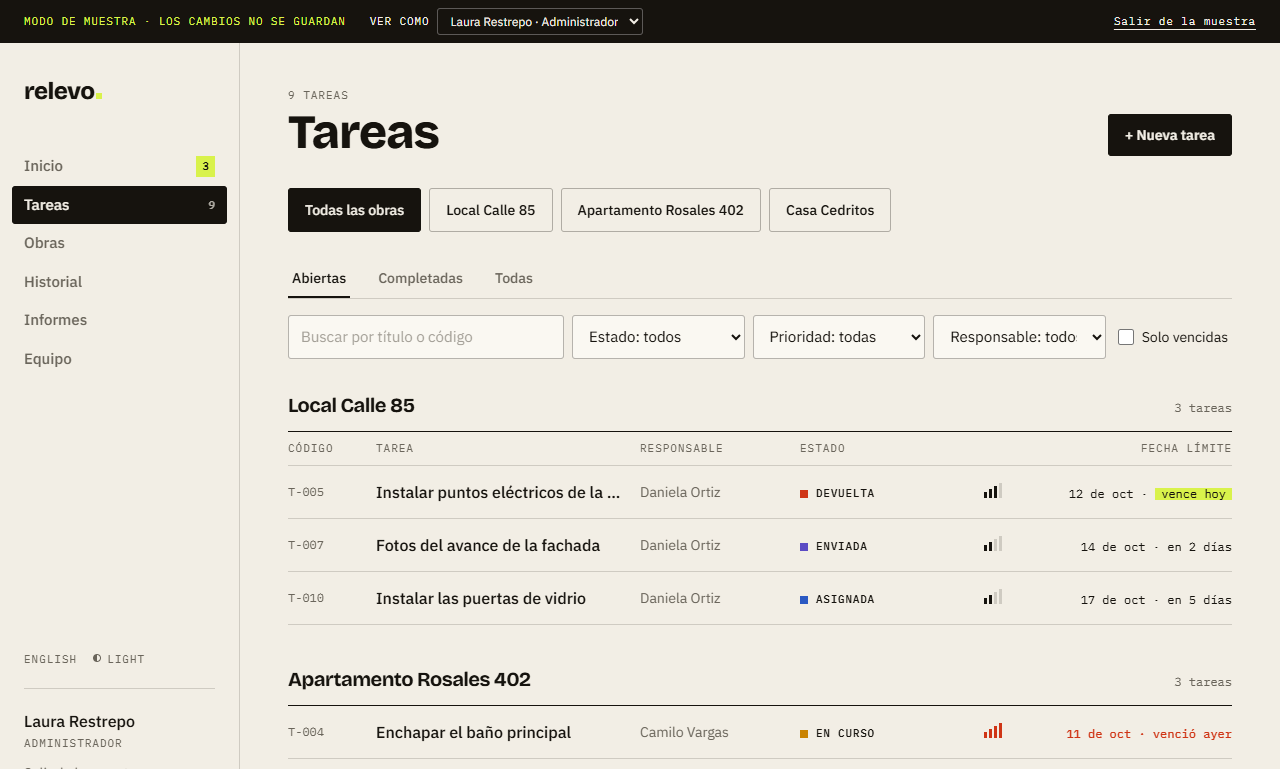 MODO DE MUESTRA · LOS CAMBIOS NO SE GUARDAN
VER COMO
Laura Restrepo · Administrador
Salir de la muestra
relevo.
Inicio 3
Tareas 9
Obras
Historial
Informes
Equipo
ENGLISH LIGHT
Laura Restrepo
ADMINISTRADOR
9 TAREAS
Tareas
+ Nueva tarea
Todas las obras
Local Calle 85
Apartamento Rosales 402
Casa Cedritos
Abiertas
Completadas
Todas
Buscar por título o código
Estado: todos
Prioridad: todas
Responsable: todo
Solo vencidas
Local Calle 85 3 tareas
CÓDIGO TAREA RESPONSABLE ESTADO FECHA LÍMITE
T-005 Instalar puntos eléctricos de la ... Daniela Ortiz DEVUELTA 12 de oct · vence hoy
T-007 Fotos del avance de la fachada Daniela Ortiz ENVIADA 14 de oct · en 2 días
T-010 Instalar las puertas de vidrio Daniela Ortiz ASIGNADA 17 de oct · en 5 días
Apartamento Rosales 402 3 tareas
T-004 Enchapar el baño principal Camilo Vargas EN CURSO 11 de oct · venció ayer